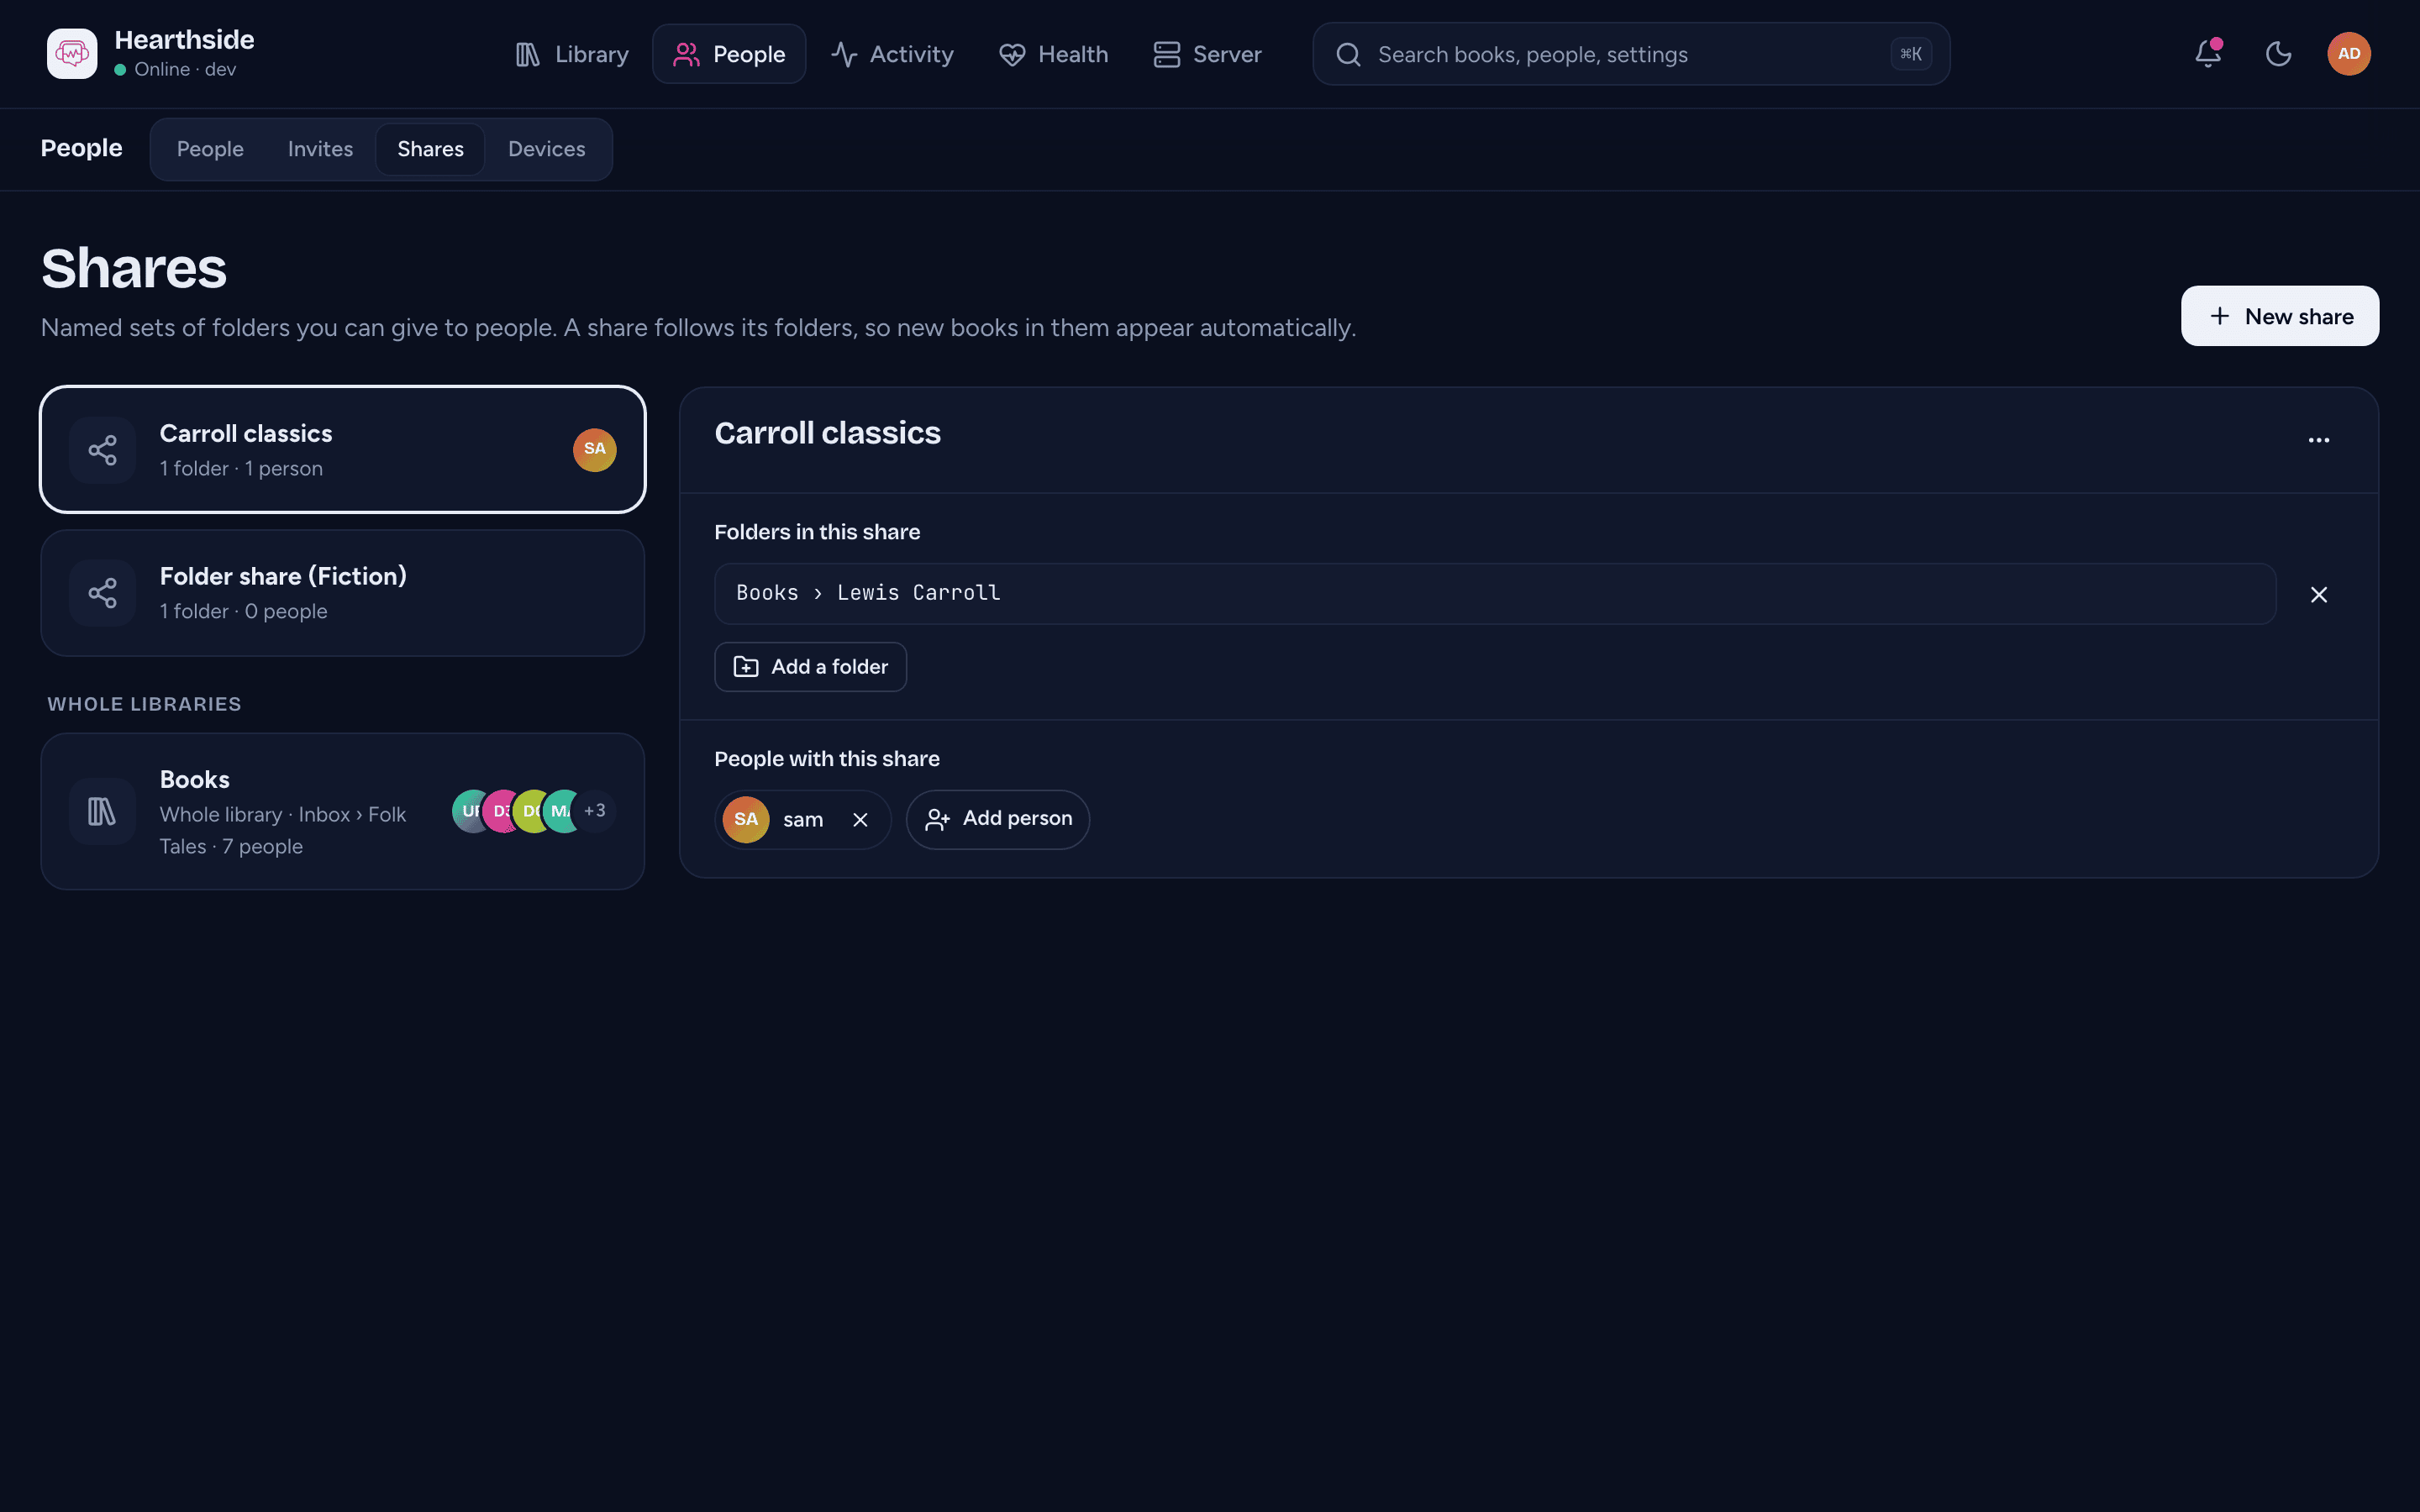 Hearthside
Online · dev
Library
People
Activity
Health
Server
Search books, people, settings
⌘K
AD
People
People
Invites
Shares
Devices
Shares
Named sets of folders you can give to people. A share follows its folders, so new books in them appear automatically.
New share
Carroll classics
1 folder · 1 person
SA
Folder share (Fiction)
1 folder · 0 people
WHOLE LIBRARIES
Books
Whole library · Inbox › Folk
Tales · 7 people
+3
Carroll classics
Folders in this share
Books › Lewis Carroll
Add a folder
People with this share
SA
sam
Add person